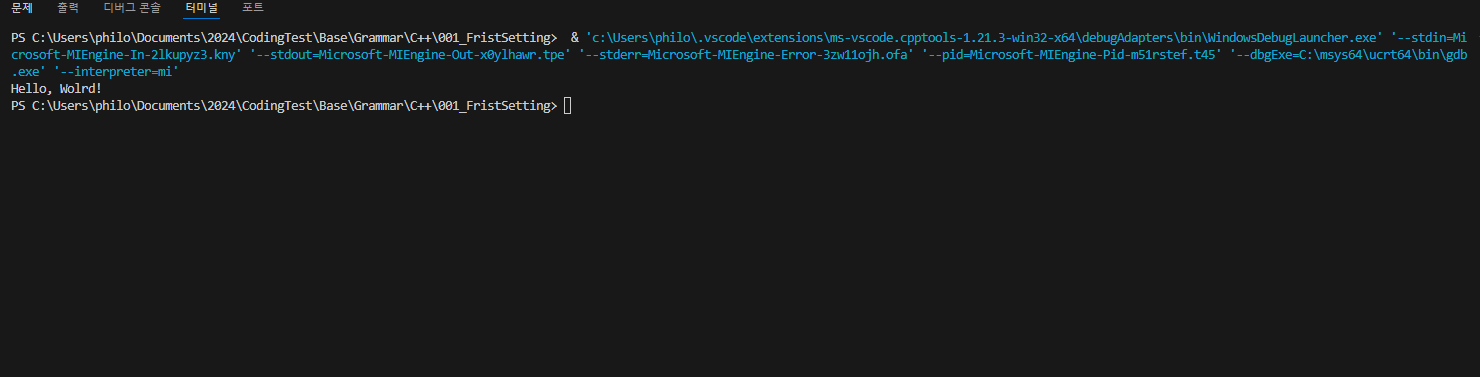 문제 출력 디버그 콘솔 터미널 포트
PS C:\Users\philo\Documents\2024\CodingTest\Base\Grammar\C++\001_FristSetting>  & 'c:\Users\philo\.vscode\extensions\ms-vscode.cpptools-1.21.3-win32-x64\debugAdapters\bin\WindowsDebugLauncher.exe' '--stdin=Mi
crosoft-MIEngine-In-2lkupyz3.kny' '--stdout=Microsoft-MIEngine-Out-x0ylhawr.tpe' '--stderr=Microsoft-MIEngine-Error-3zw11ojh.ofa' '--pid=Microsoft-MIEngine-Pid-m51rstef.t45' '--dbgExe=C:\msys64\ucrt64\bin\gdb
.exe' '--interpreter=mi'
Hello, Wolrd!
PS C:\Users\philo\Documents\2024\CodingTest\Base\Grammar\C++\001_FristSetting>